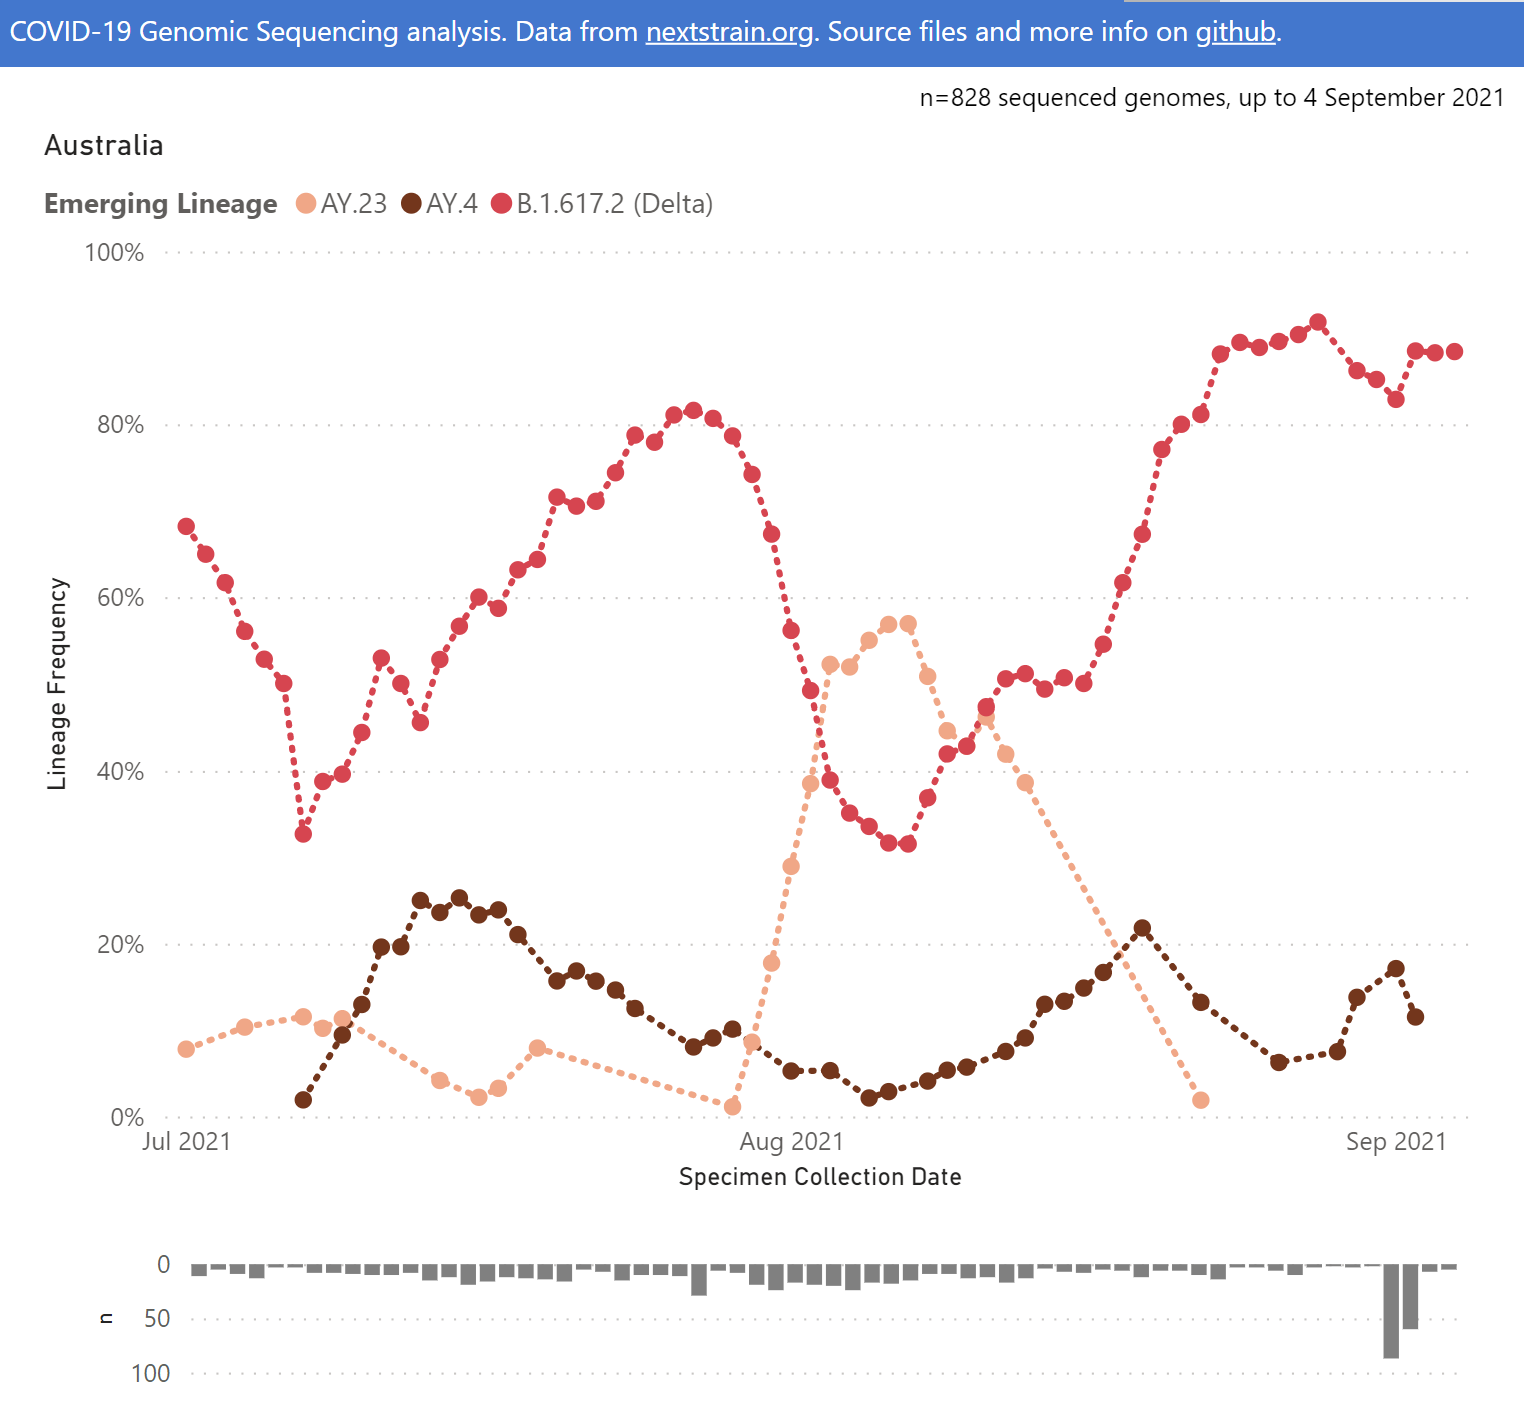 COVID-19 Genomic Sequencing analysis. Data from nextstrain.org. Source files and more info on github.
n=828 sequenced genomes, up to 4 September 2021
Australia
Emerging Lineage AY.23 AY.4 B.1.617.2 (Delta)
100%
80%
60%
40%
20%
0%
Lineage Frequency
Jul 2021 Aug 2021 Sep 2021
Specimen Collection Date
0
50
100
n